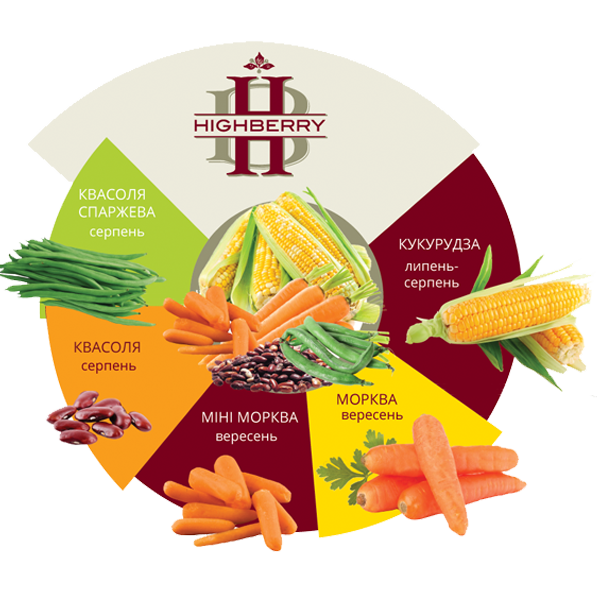 HIGHBERRY
КВАСОЛЯ
СПАРЖЕВА
серпень
КУКУРУДЗА
липень-
серпень
КВАСОЛЯ
серпень
МІНІ МОРКВА
вересень
МОРКВА
вересень